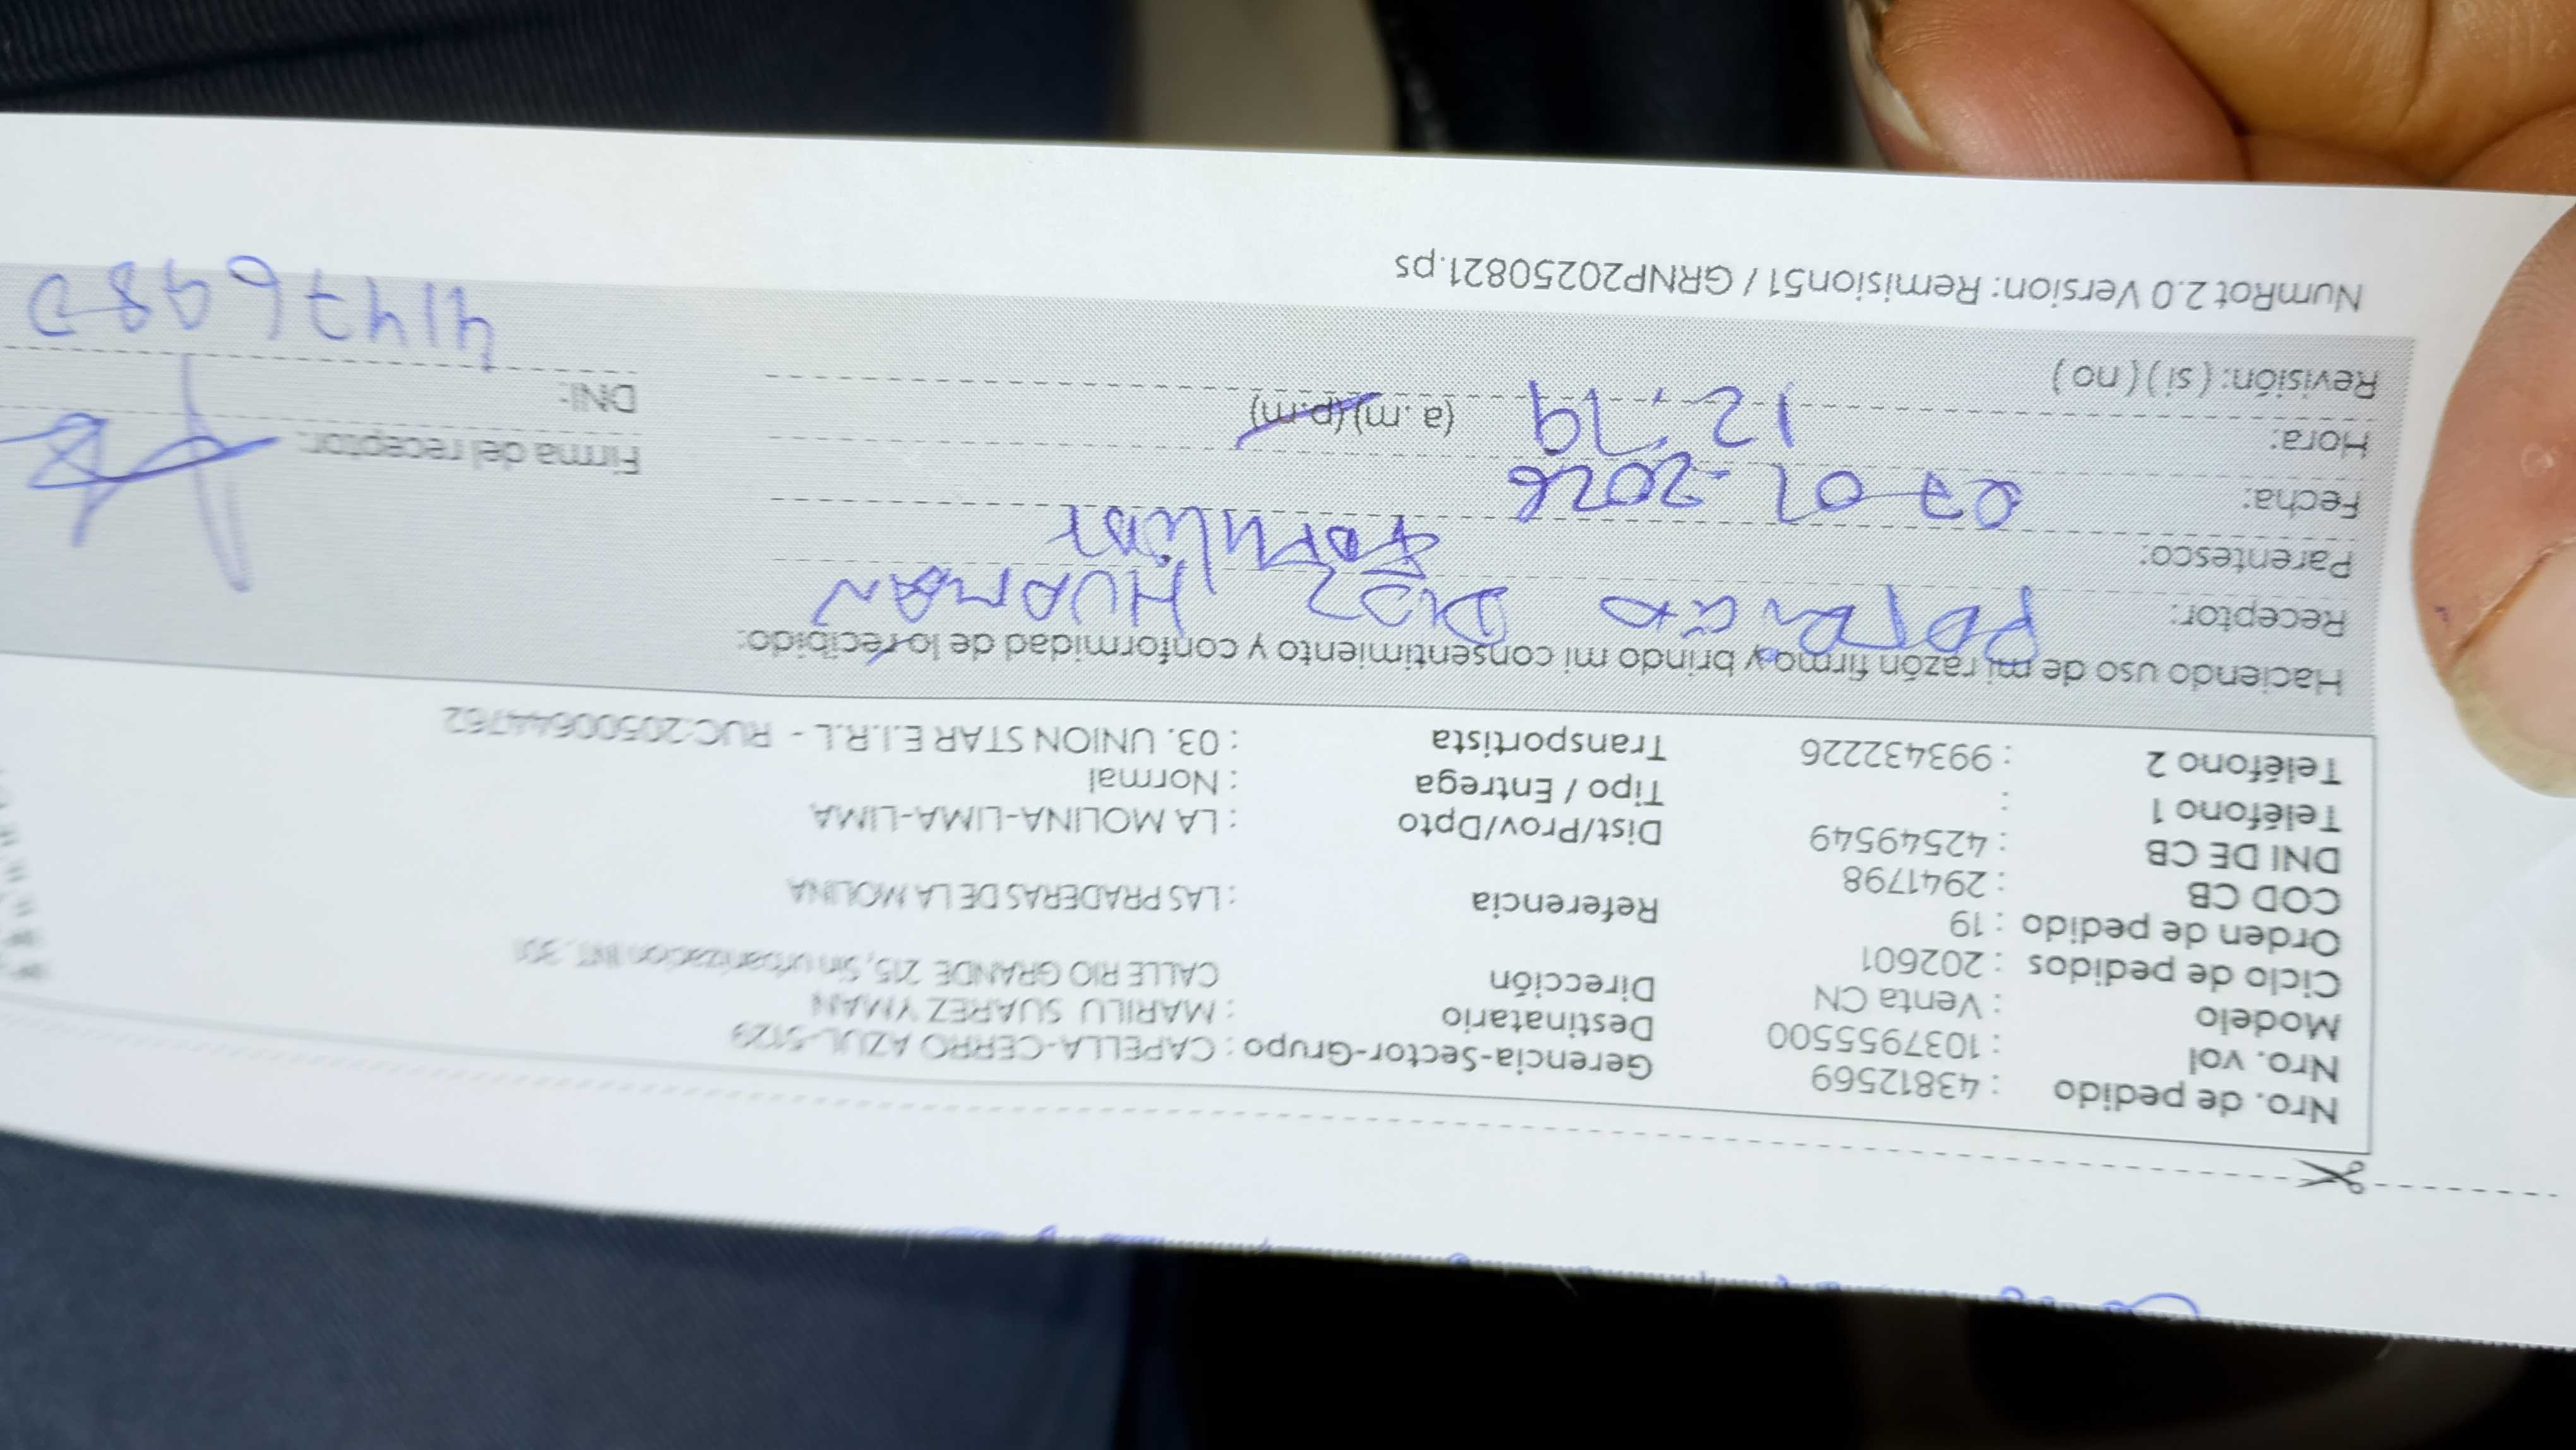 Nro. de pedido : 43812569 Gerencia-Sector-Grupo : CAPELLA-CERRO AZUL-5129
Nro. vol : 1037955500 Destinatario : MARILU SUAREZ YMAN
Modelo : Venta CN Dirección CALLE RIO GRANDE 215, Sin urbanizacion INT. 301
Ciclo de pedidos : 202601
Orden de pedido : 19 Referencia : LAS PRADERAS DE LA MOLINA
COD CB : 2941798
DNI DE CB : 42549549 Dist/Prov/Dpto : LA MOLINA-LIMA-LIMA
Teléfono 1 : Tipo / Entrega : Normal
Teléfono 2 : 993432226 Transportista : 03. UNION STAR E.I.R.L - RUC:20500644762
Haciendo uso de mi razón firmo y brindo mi consentimiento y conformidad de lo recibido:
Receptor: HUAMAN
Parentesco:
Fecha: 07-01-2026 Firma del receptor:
Hora: 12:19 (a.m)(p.m) DNI:
Revisión: ( si ) ( no )
NumRot 2.0 Version: Remision51 / GRNP20250821.ps